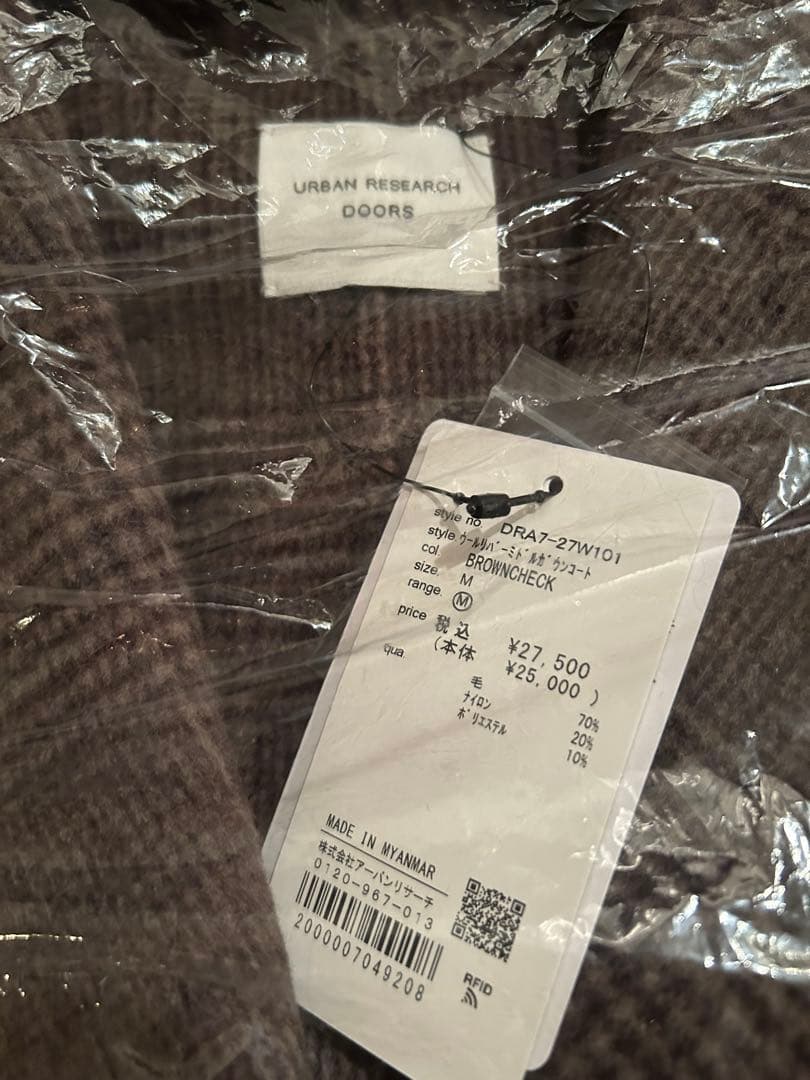 URBAN RESEARCH
DOORS
style no. DRA7-27W101
style ウールリバーミドルガウンコート
col. BROWNCHECK
size. M
range. Ⓜ
price 税込 ¥27,500
(本体 ¥25,000 )
qua.
毛 70%
ナイロン 20%
ポリエステル 10%
MADE IN MYANMAR
株式会社アーバンリサーチ
0120-967-013
2000007049208
RFID